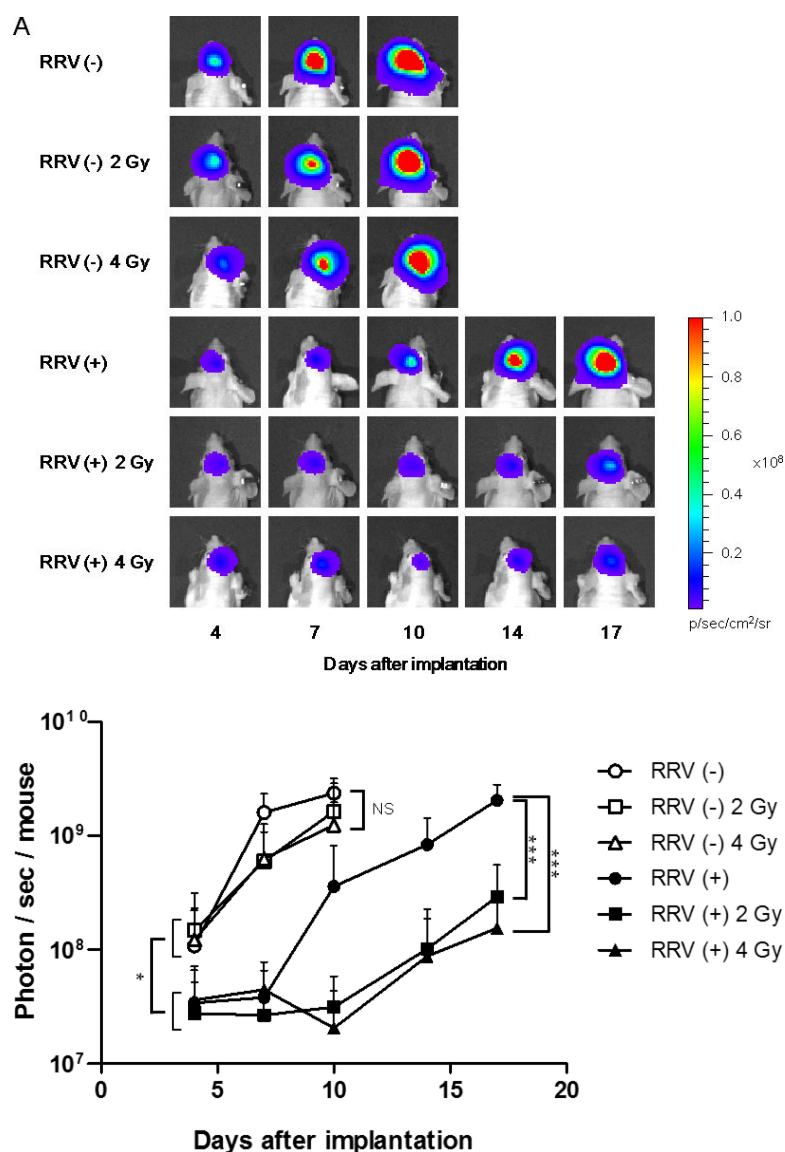 A
RRV (-)
RRV (-) 2 Gy
RRV (-) 4 Gy
RRV (+)
RRV (+) 2 Gy
RRV (+) 4 Gy
4 7 10 14 17
Days after implantation
1.0
0.8
0.6
0.4
0.2
x10⁸
p/sec/cm²/sr
10¹⁰
10⁹
10⁸
10⁷
Photon / sec / mouse
0 5 10 15 20
Days after implantation
*
NS
***
***
RRV (-)
RRV (-) 2 Gy
RRV (-) 4 Gy
RRV (+)
RRV (+) 2 Gy
RRV (+) 4 Gy